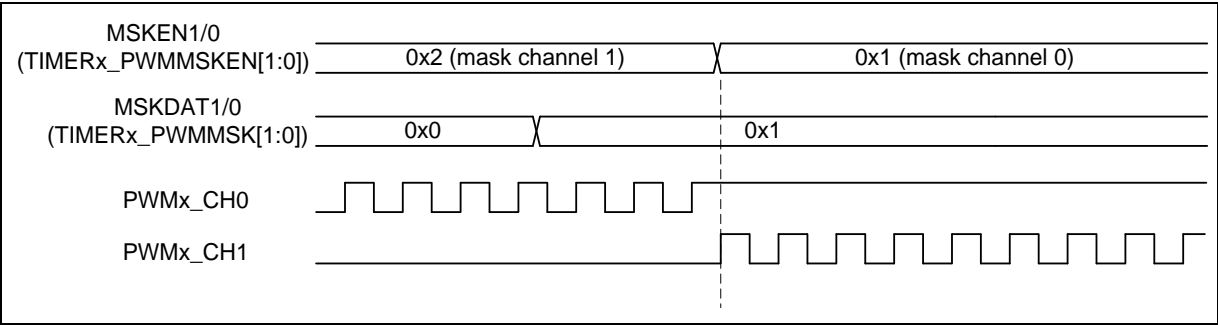 MSKEN1/0
(TIMERx_PWMMSKEN[1:0])
0x2 (mask channel 1)
0x1 (mask channel 0)
MSKDAT1/0
(TIMERx_PWMMSK[1:0])
0x0
0x1
PWMx_CH0
PWMx_CH1